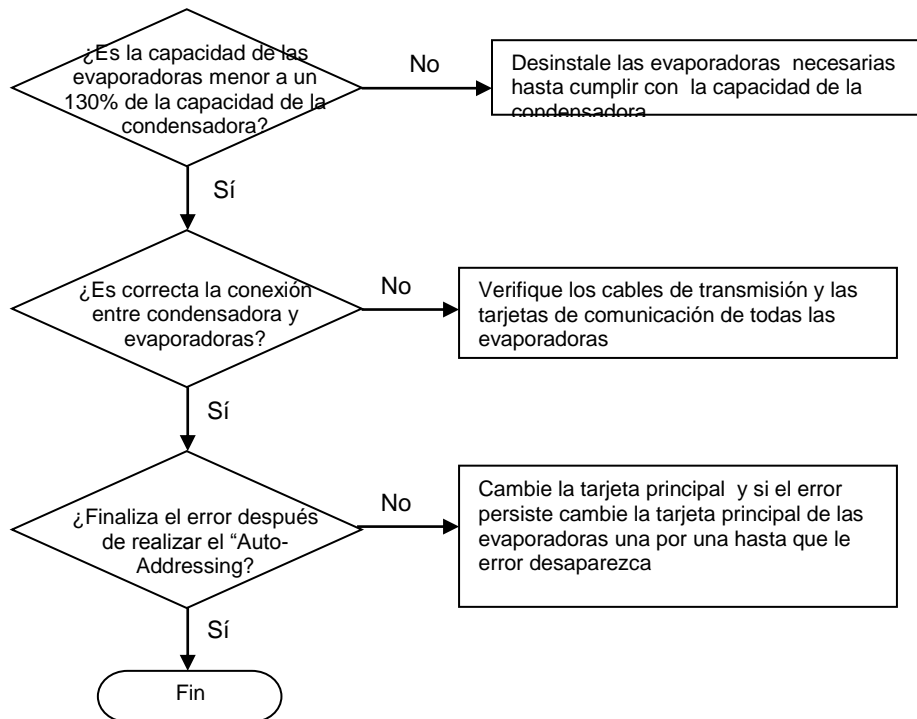 ¿Es la capacidad de las
evaporadoras menor a un
130% de la capacidad de la
condensadora?
No
Desinstale las evaporadoras necesarias
hasta cumplir con la capacidad de la
condensadora
Sí
¿Es correcta la conexión
entre condensadora y
evaporadoras?
No
Verifique los cables de transmisión y las
tarjetas de comunicación de todas las
evaporadoras
Sí
¿Finaliza el error después
de realizar el “Auto-
Addressing?
No
Cambie la tarjeta principal y si el error
persiste cambie la tarjeta principal de las
evaporadoras una por una hasta que le
error desaparezca
Sí
Fin